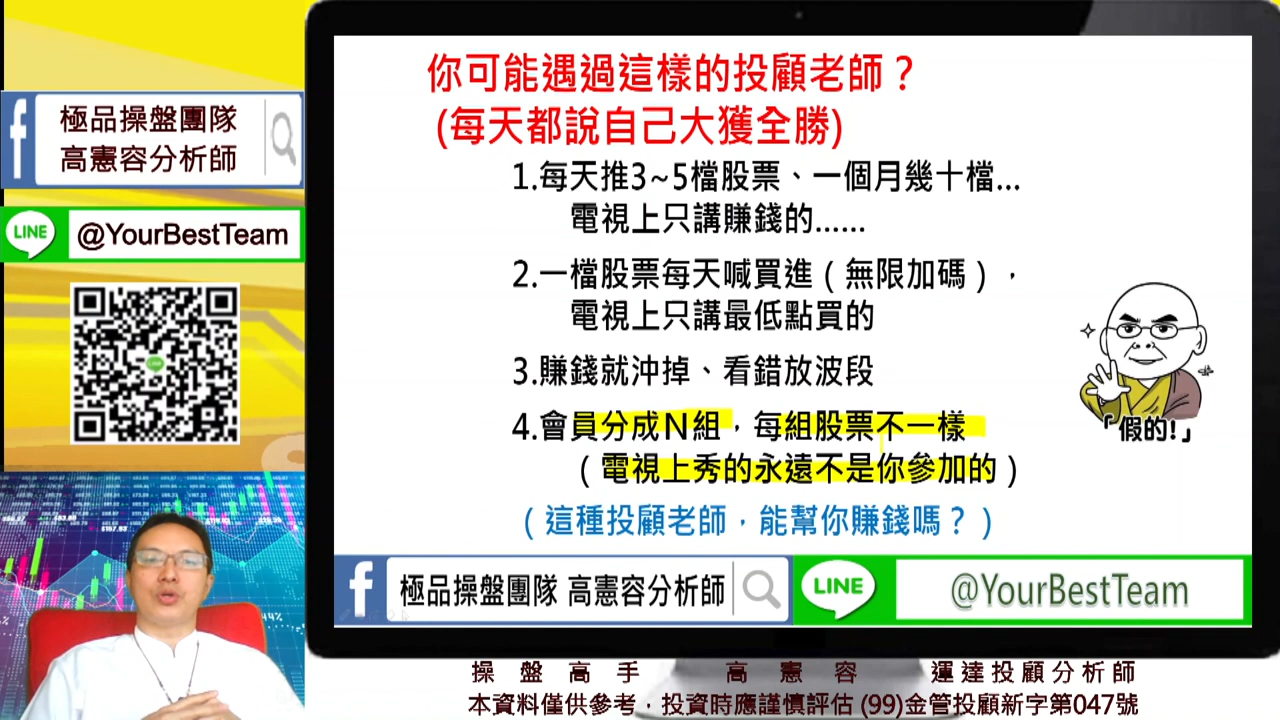 極品操盤團隊
高憲容分析師
LINE
@YourBestTeam
你可能遇過這樣的投顧老師？
(每天都說自己大獲全勝)
1.每天推3~5檔股票、一個月幾十檔...
電視上只講賺錢的......
2.一檔股票每天喊買進（無限加碼），
電視上只講最低點買的
3.賺錢就沖掉、看錯放波段
4.會員分成N組，每組股票不一樣
（電視上秀的永遠不是你參加的）
「假的!」
（這種投顧老師，能幫你賺錢嗎？）
極品操盤團隊 高憲容分析師
LINE
@YourBestTeam
操盤高手 高憲容 運達投顧分析師
本資料僅供參考，投資時應謹慎評估 (99)金管投顧新字第047號